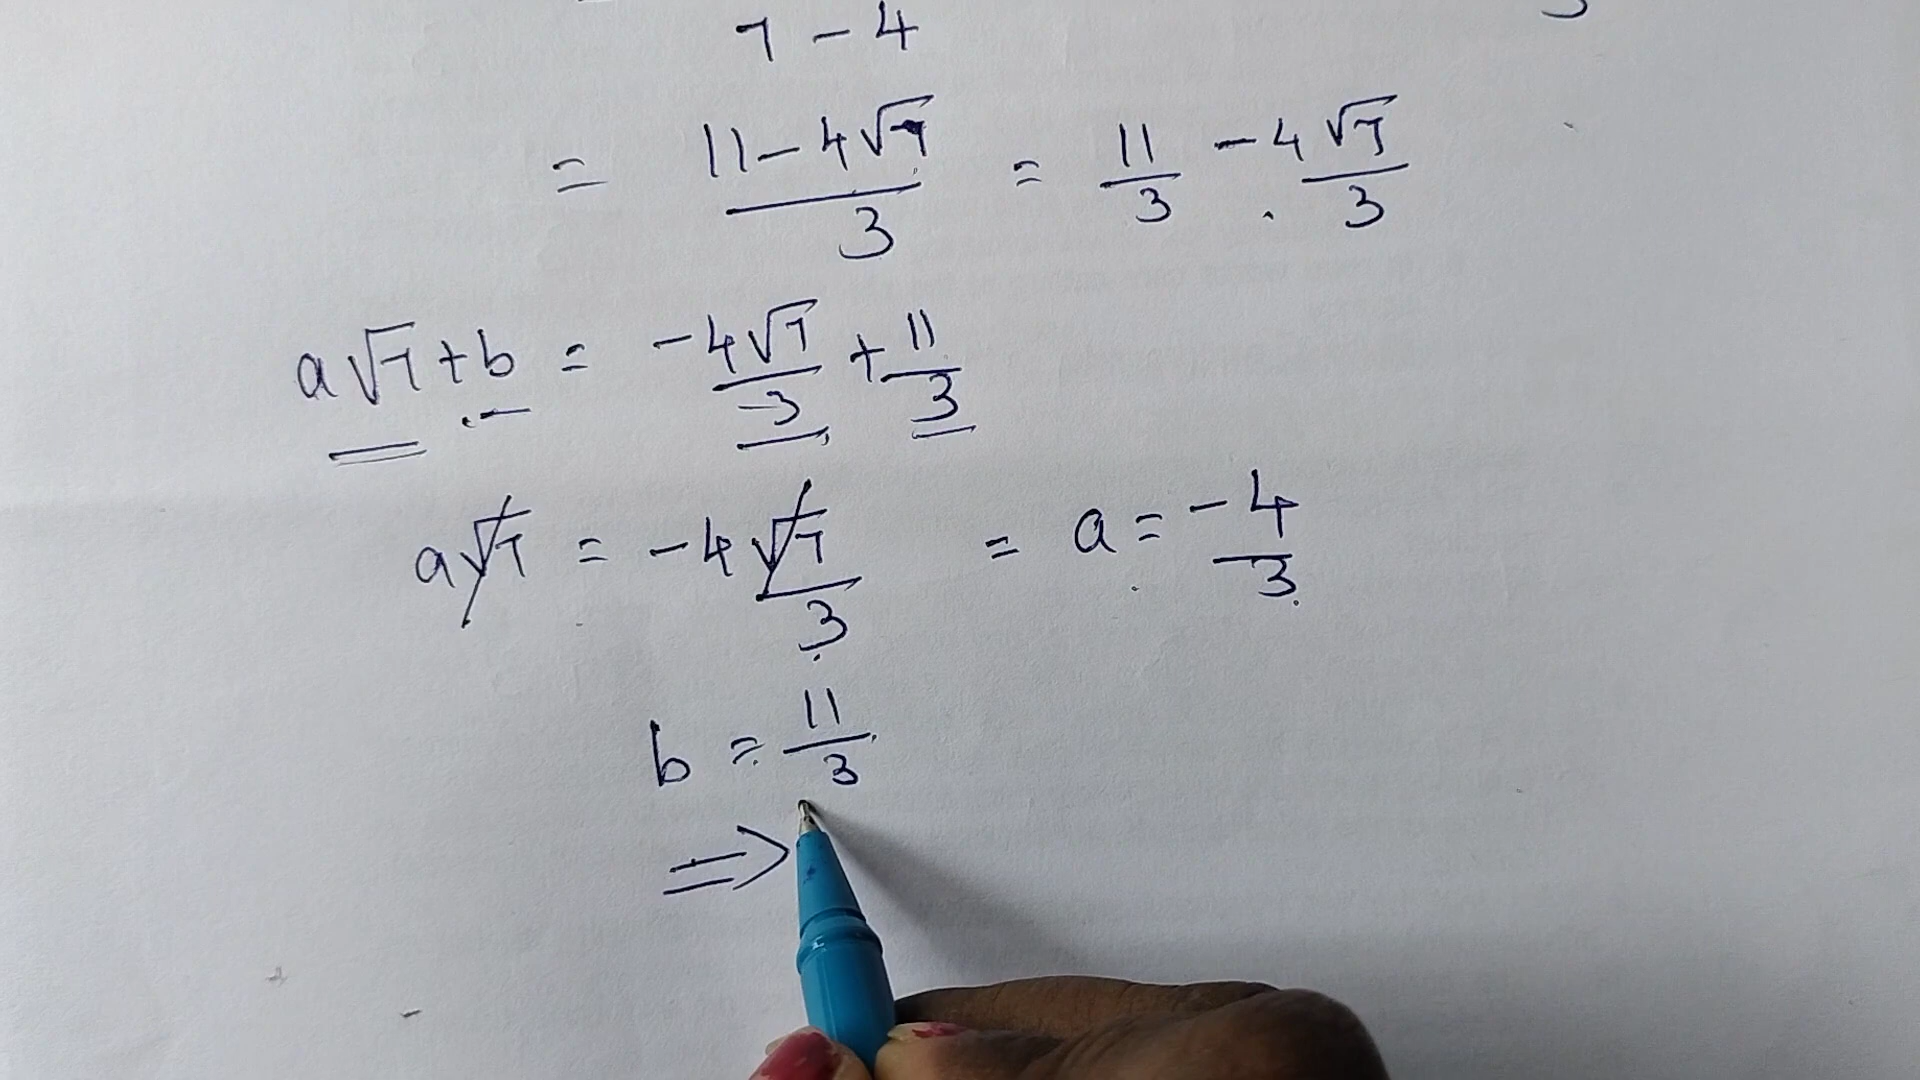 7 - 4
= 11 - 4√7 / 3 = 11/3 - 4√7/3
a√7 + b = -4√7/3 + 11/3
a√7 = -4√7/3 = a = -4/3
b = 11/3
⇒